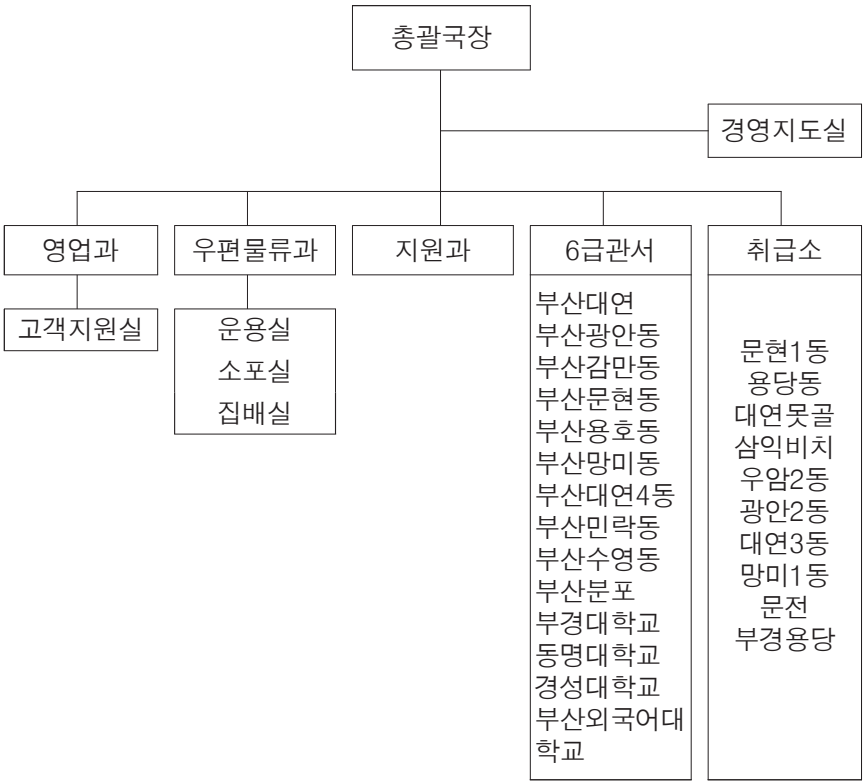 총괄국장
경영지도실
영업과
우편물류과
지원과
6급관서
취급소
고객지원실
운용실
소포실
집배실
부산대연
부산광안동
부산감만동
부산문현동
부산용호동
부산망미동
부산대연4동
부산민락동
부산수영동
부산분포
부경대학교
동명대학교
경성대학교
부산외국어대
학교
문현1동
용당동
대연못골
삼익비치
우암2동
광안2동
대연3동
망미1동
문전
부경용당